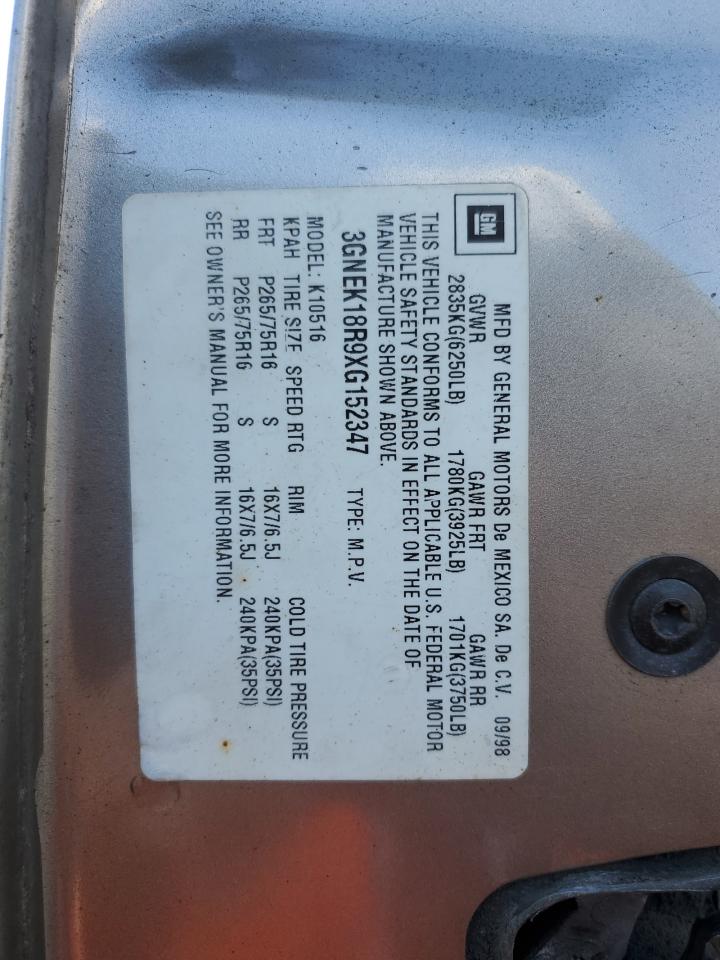 GM
MFD BY GENERAL MOTORS De MEXICO SA. De C.V. 09/98
GVWR GAWR FRT GAWR RR
2835KG(6250LB) 1780KG(3925LB) 1701KG(3750LB)
THIS VEHICLE CONFORMS TO ALL APPLICABLE U.S. FEDERAL MOTOR
VEHICLE SAFETY STANDARDS IN EFFECT ON THE DATE OF
MANUFACTURE SHOWN ABOVE.
3GNEK18R9XG152347 TYPE: M.P.V.
MODEL: K10516
KPAH TIRE SIZE SPEED RTG RIM COLD TIRE PRESSURE
FRT P265/75R16 S 16X7/6.5J 240KPA(35PSI)
RR P265/75R16 S 16X7/6.5J 240KPA(35PSI)
SEE OWNER'S MANUAL FOR MORE INFORMATION.